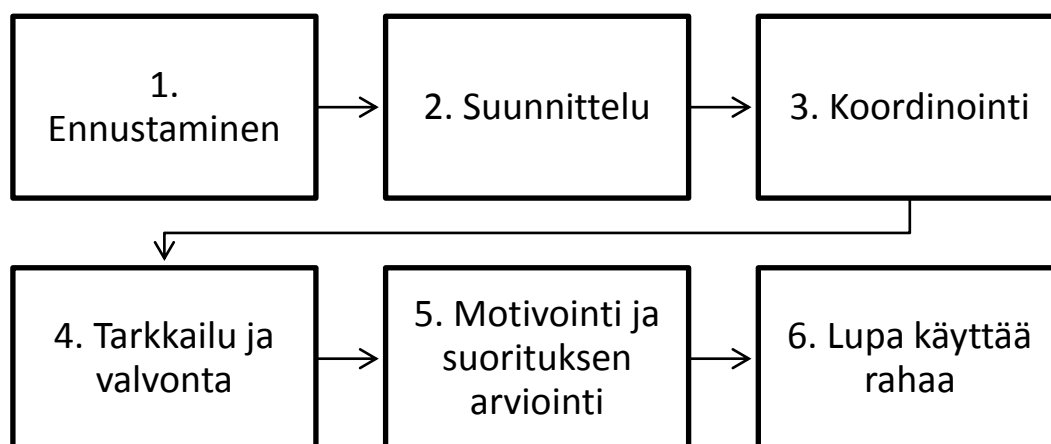 1.
Ennustaminen
2. Suunnittelu
3. Koordinointi
4. Tarkkailu ja
valvonta
5. Motivointi ja
suorituksen
arviointi
6. Lupa käyttää
rahaa